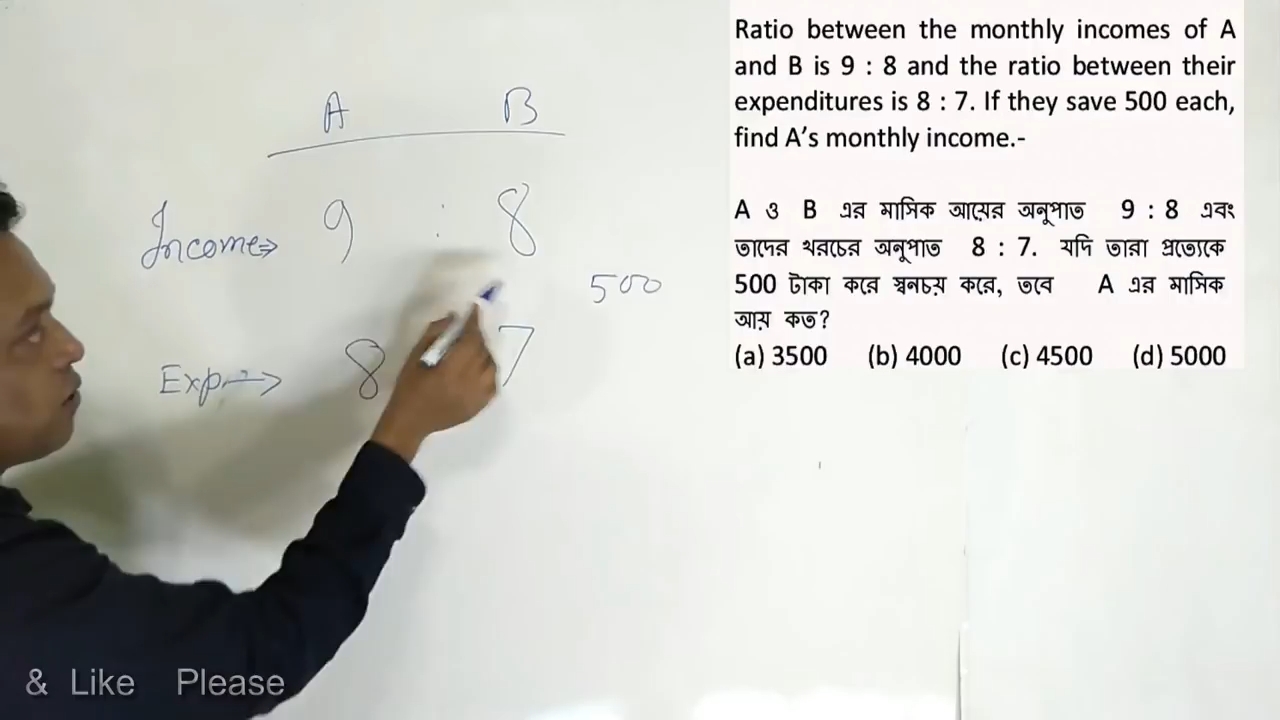 A B
Income⇒ 9 : 8
500
Exp.→ 8 7
Ratio between the monthly incomes of A
and B is 9 : 8 and the ratio between their
expenditures is 8 : 7. If they save 500 each,
find A's monthly income.-
A ও B এর মাসিক আয়ের অনুপাত 9 : 8 এবং
তাদের খরচের অনুপাত 8 : 7. যদি তারা প্রত্যেকে
500 টাকা করে স্বনচয় করে, তবে A এর মাসিক
আয় কত?
(a) 3500 (b) 4000 (c) 4500 (d) 5000
& Like Please